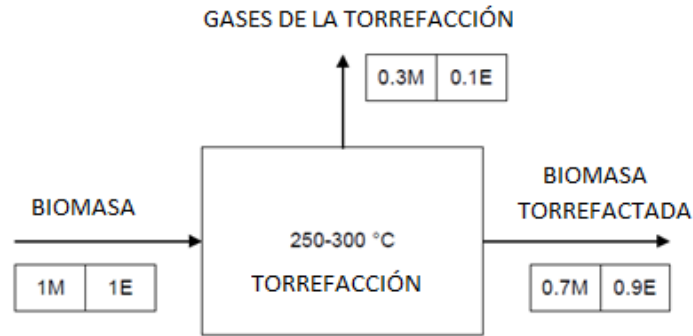 GASES DE LA TORREFACCIÓN
0.3M 0.1E
BIOMASA
1M 1E
250-300 °C
TORREFACCIÓN
BIOMASA
TORREFACTADA
0.7M 0.9E